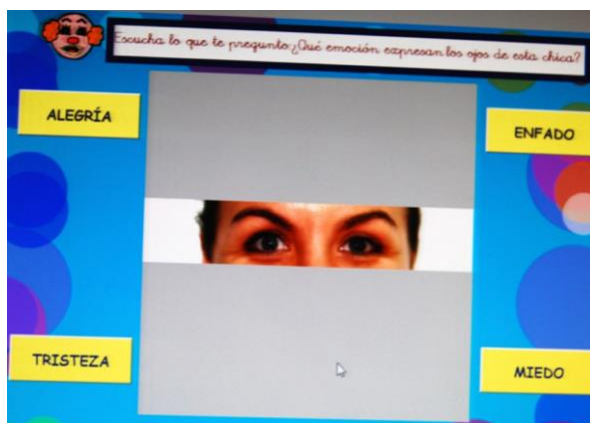 Escucha lo que te pregunto:¿Qué emoción expresan los ojos de esta chica?
ALEGRÍA
ENFADO
TRISTEZA
MIEDO